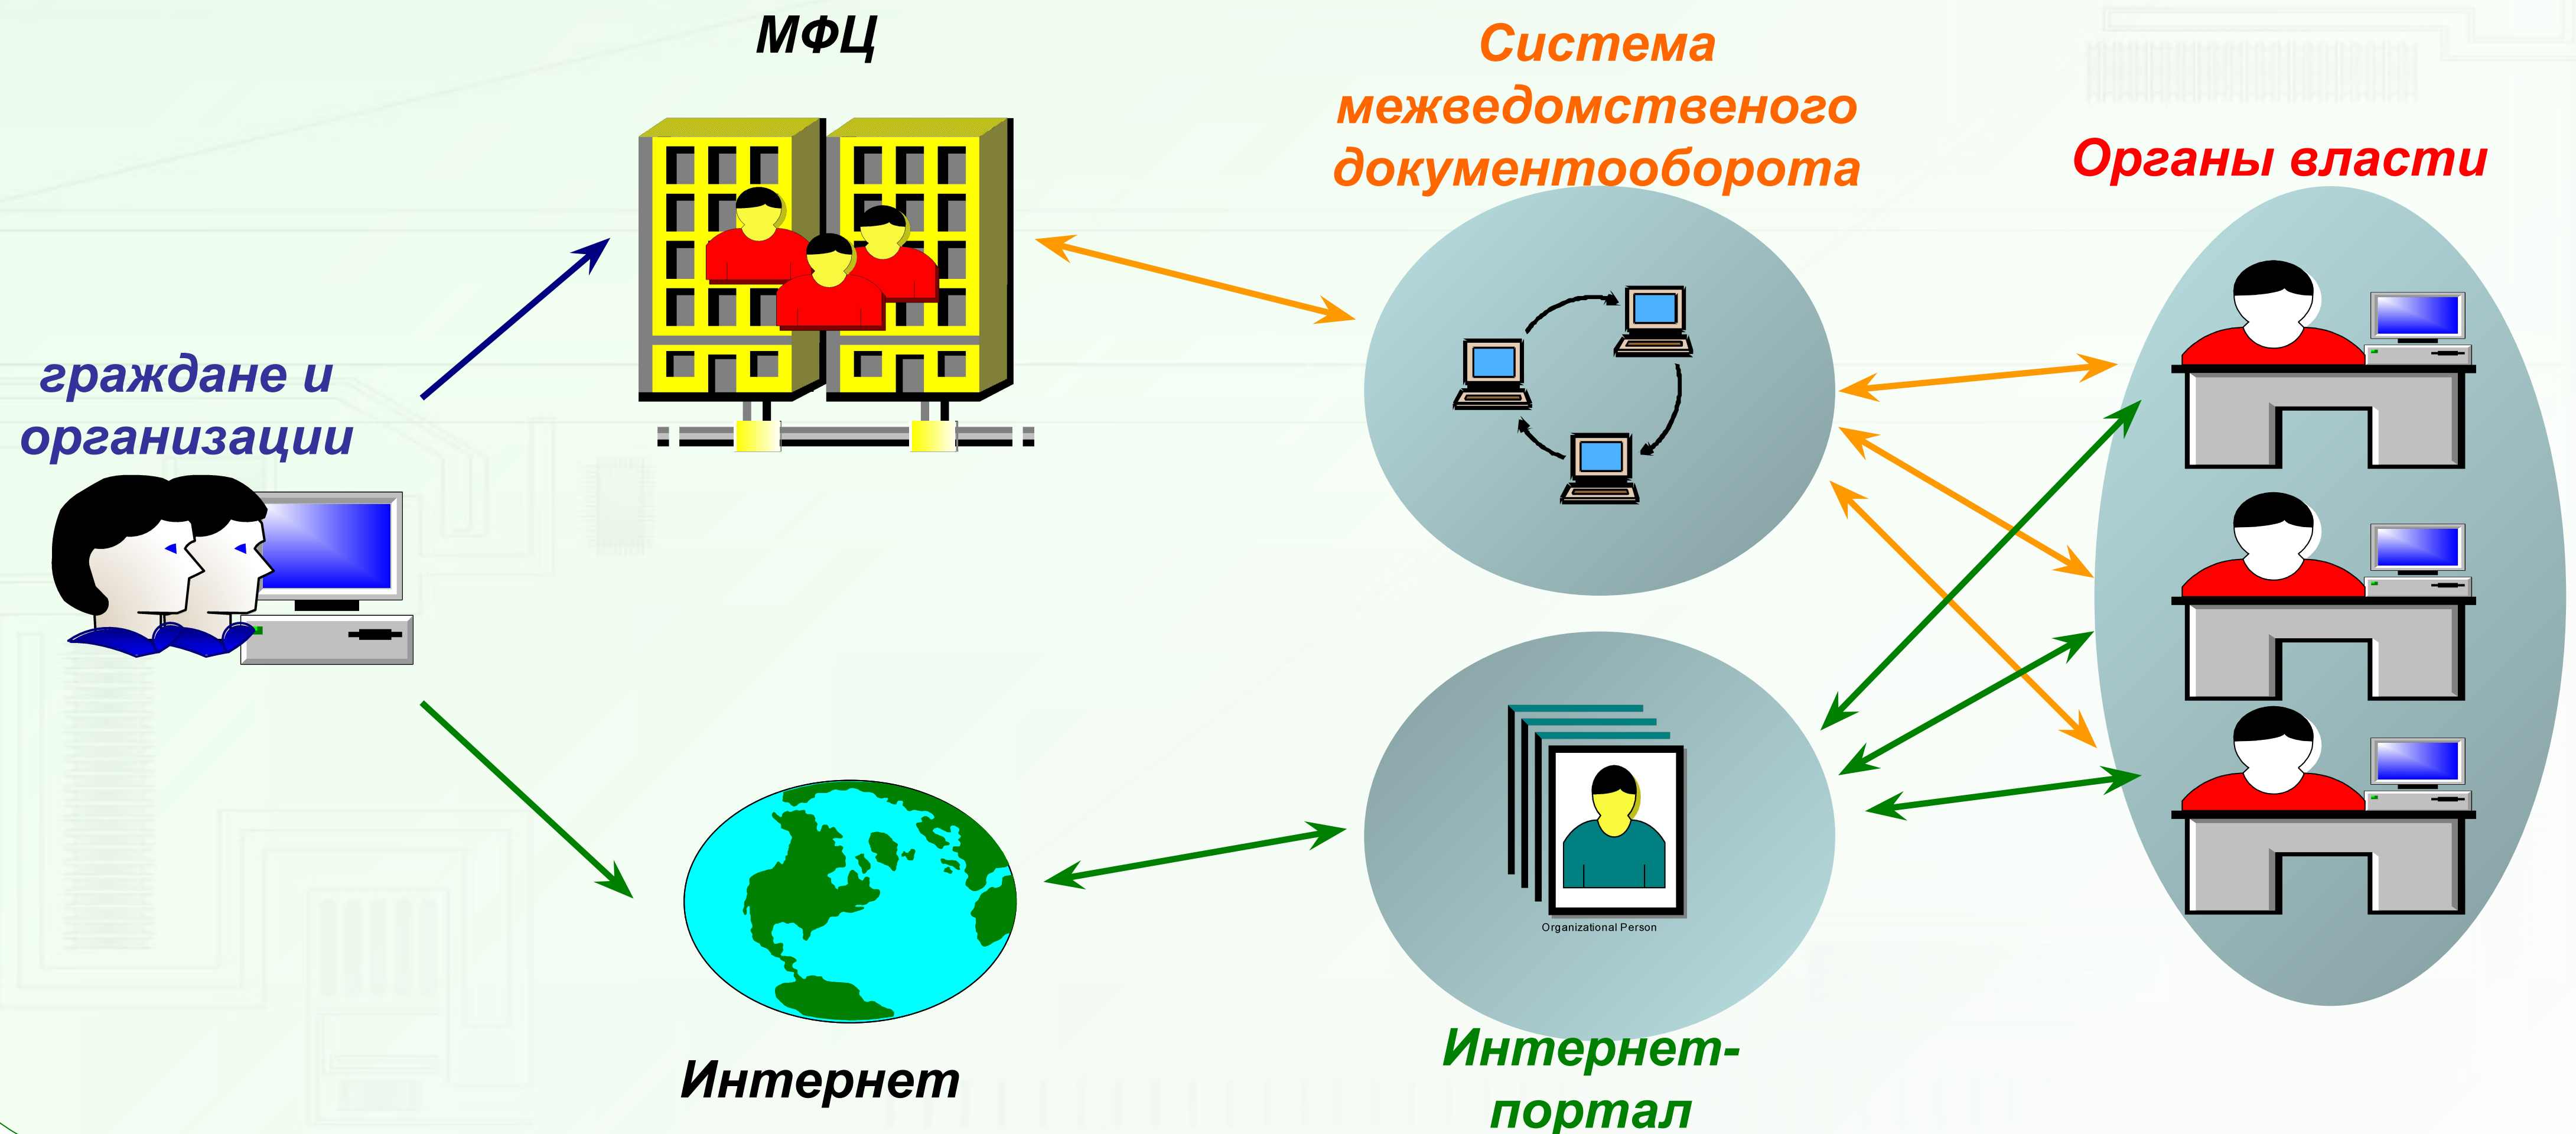 МФЦ
Система
межведомственого
документооборота
Органы власти
граждане и
организации
Organizational Person
Интернет
Интернет-
портал